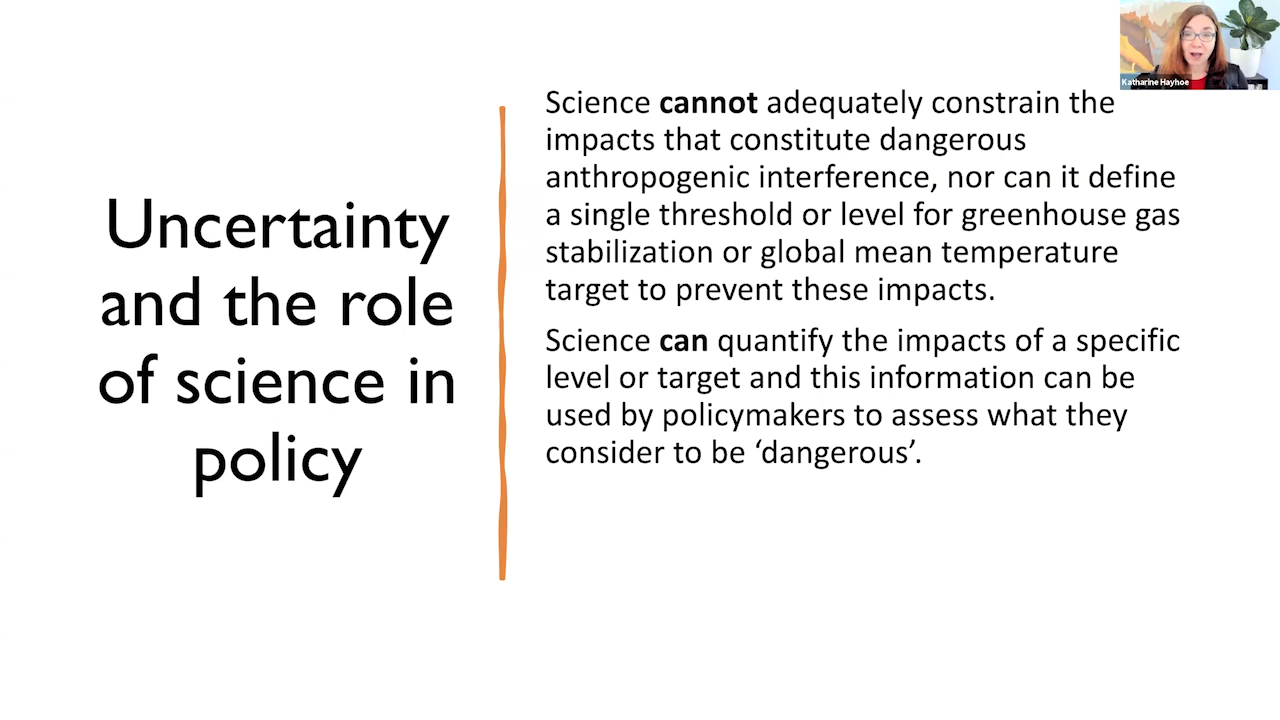 Katharine Hayhoe
Uncertainty
and the role
of science in
policy
Science cannot adequately constrain the
impacts that constitute dangerous
anthropogenic interference, nor can it define
a single threshold or level for greenhouse gas
stabilization or global mean temperature
target to prevent these impacts.
Science can quantify the impacts of a specific
level or target and this information can be
used by policymakers to assess what they
consider to be ‘dangerous’.